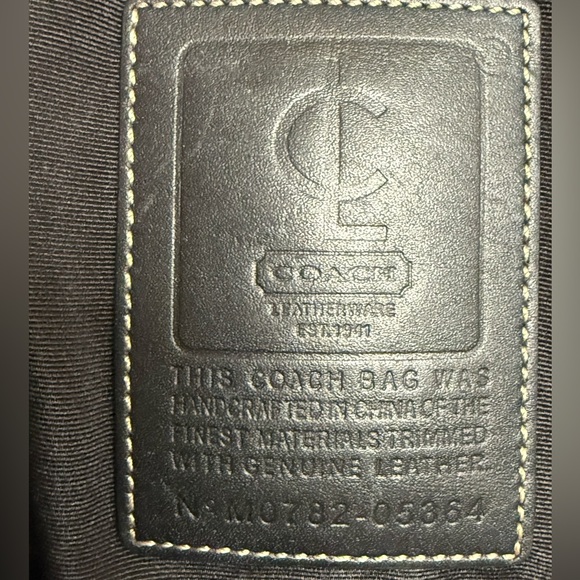 ®
CL
COACH
LEATHERWARE
EST. 1941
THIS COACH BAG WAS
HANDCRAFTED IN CHINA OF THE
FINEST MATERIALS TRIMMED
WITH GENUINE LEATHER.
No M0782-05364